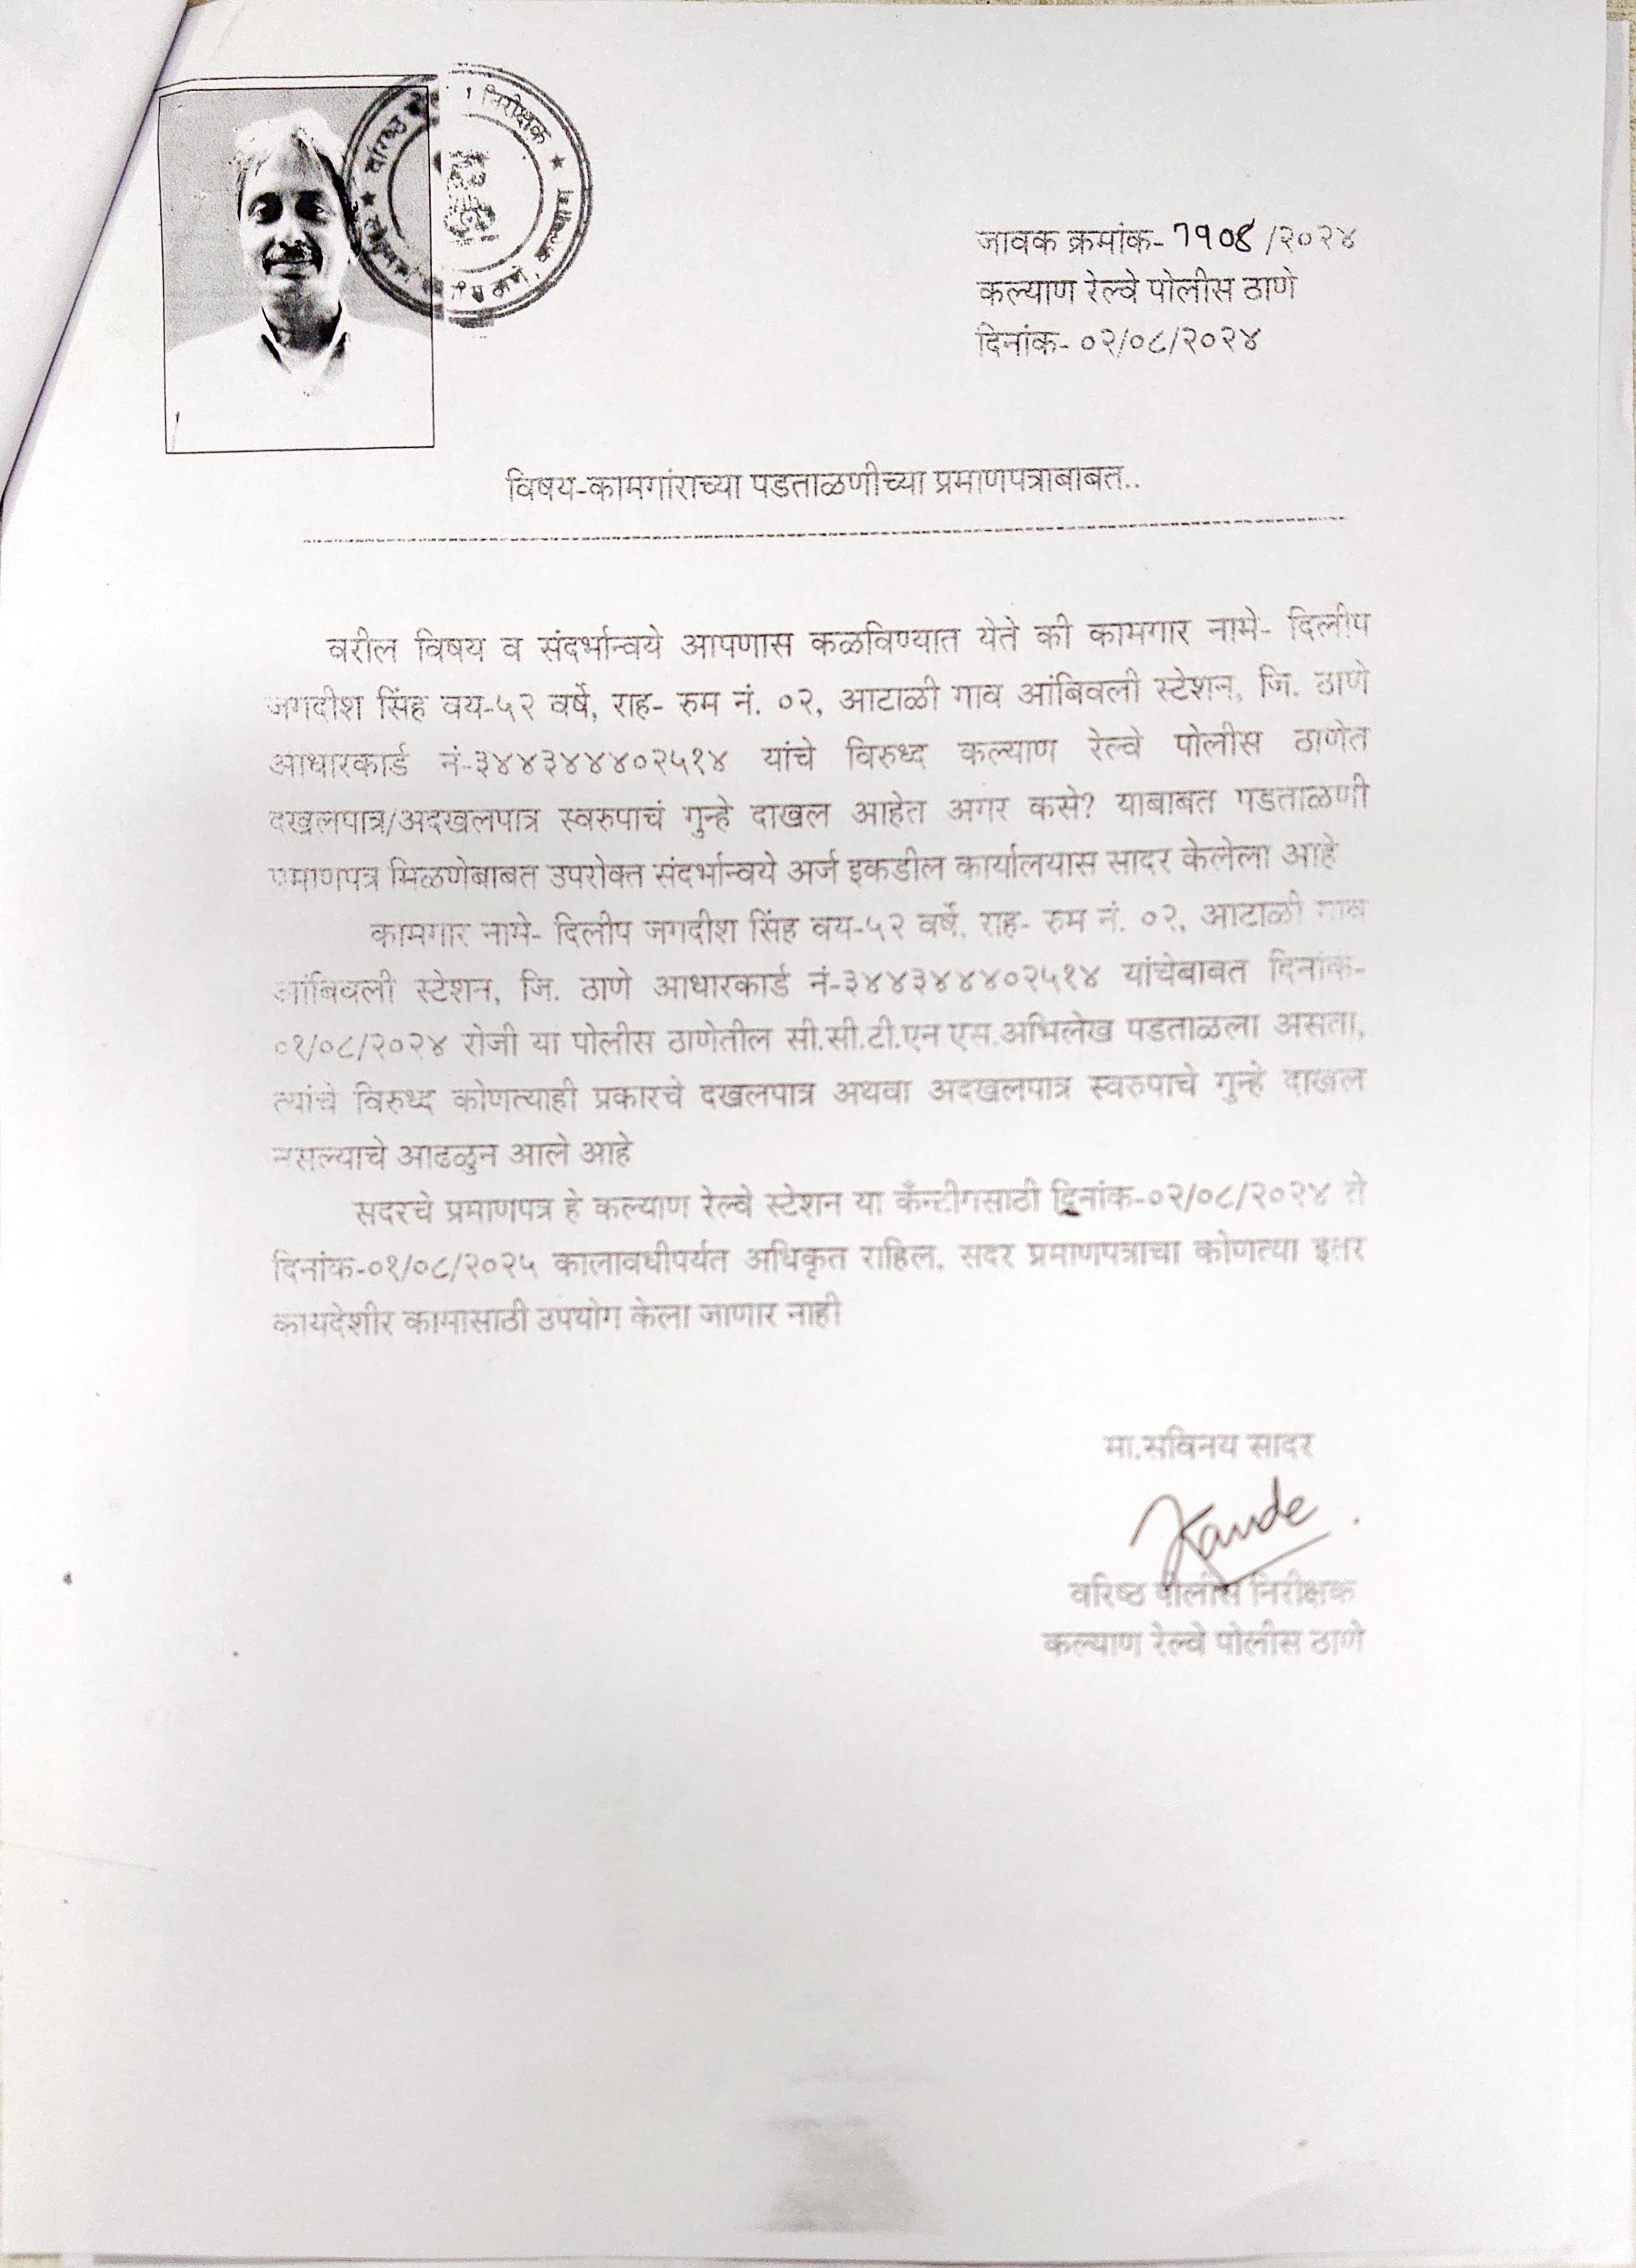 वरिष्ठ निरीक्षक
जावक क्रमांक- ७१०४ /२०२४
कल्याण रेल्वे पोलीस ठाणे
दिनांक- ०२/०८/२०२४
विषय-कामगांराच्या पडताळणीच्या प्रमाणपत्राबाबत..
वरील विषय व संदर्भान्वये आपणास कळविण्यात येते की कामगार नामे- दिलीप
जगदीश सिंह वय-५२ वर्षे, राह- रुम नं. ०२, आटाळी गाव आंबिवली स्टेशन, जि. ठाणे
आधारकार्ड नं-३४४३४४४०२५१४ यांचे विरुध्द कल्याण रेल्वे पोलीस ठाणेत
दखलपात्र/अदखलपात्र स्वरुपाचं गुन्हे दाखल आहेत अगर कसे? याबाबत पडताळणी
प्रमाणपत्र मिळणेबाबत उपरोक्त संदर्भान्वये अर्ज इकडील कार्यालयास सादर केलेला आहे
कामगार नामे- दिलीप जगदीश सिंह वय-५२ वर्षे, राह- रुम नं. ०२, आटाळी गाव
आंबिवली स्टेशन, जि. ठाणे आधारकार्ड नं-३४४३४४४०२५१४ यांचेबाबत दिनांक-
०१/०८/२०२४ रोजी या पोलीस ठाणेतील सी.सी.टी.एन.एस.अभिलेख पडताळला असता,
त्यांचे विरुध्द कोणत्याही प्रकारचे दखलपात्र अथवा अदखलपात्र स्वरुपाचे गुन्हे दाखल
नसल्याचे आढळुन आले आहे
सदरचे प्रमाणपत्र हे कल्याण रेल्वे स्टेशन या कँन्टीगसाठी दिनांक-०२/०८/२०२४ ते
दिनांक-०१/०८/२०२५ कालावधीपर्यंत अधिकृत राहिल, सदर प्रमाणपत्राचा कोणत्या इतर
कायदेशीर कामासाठी उपयोग केला जाणार नाही
मा.सविनय सादर
वरिष्ठ पोलीस निरीक्षक
कल्याण रेल्वे पोलीस ठाणे